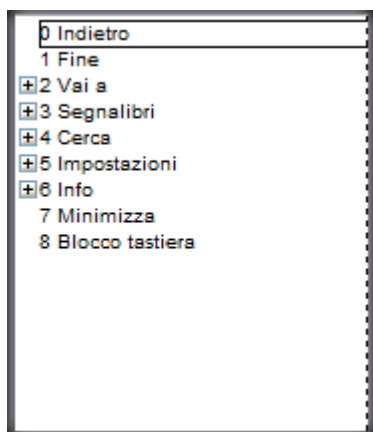 0 Indietro
1 Fine
2 Vai a
3 Segnalibri
4 Cerca
5 Impostazioni
6 Info
7 Minimizza
8 Blocco tastiera